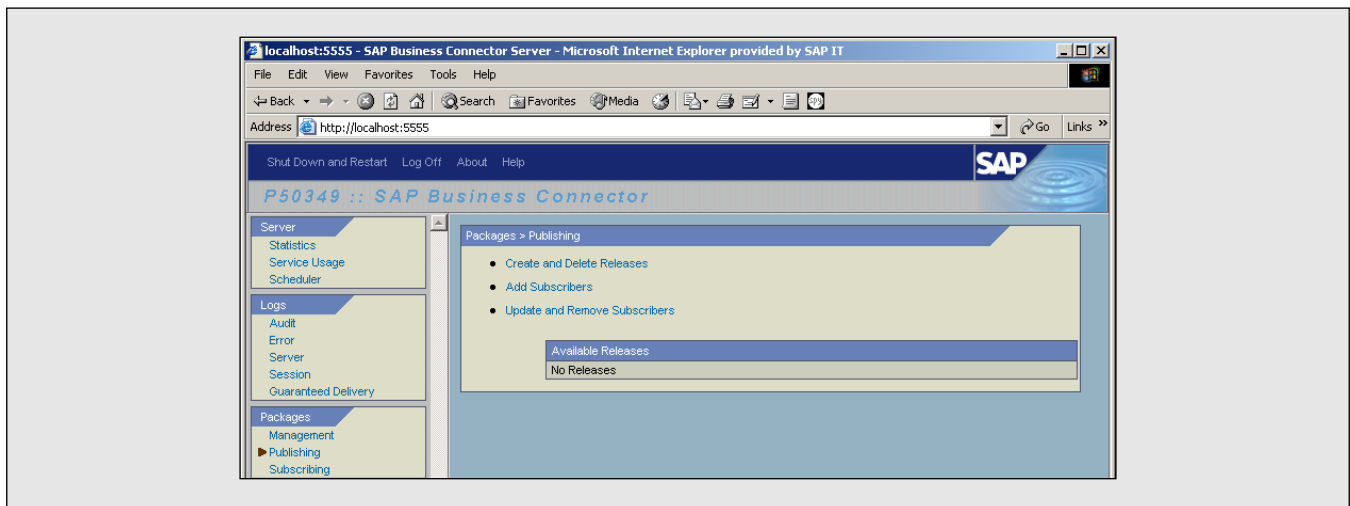 localhost:5555 - SAP Business Connector Server - Microsoft Internet Explorer provided by SAP IT
File Edit View Favorites Tools Help
Back Search Favorites Media
Address http://localhost:5555 Go Links »
Shut Down and Restart Log Off About Help
SAP
P50349 :: SAP Business Connector
Server
Statistics
Service Usage
Scheduler
Logs
Audit
Error
Server
Session
Guaranteed Delivery
Packages
Management
Publishing
Subscribing
Packages > Publishing
Create and Delete Releases
Add Subscribers
Update and Remove Subscribers
Available Releases
No Releases